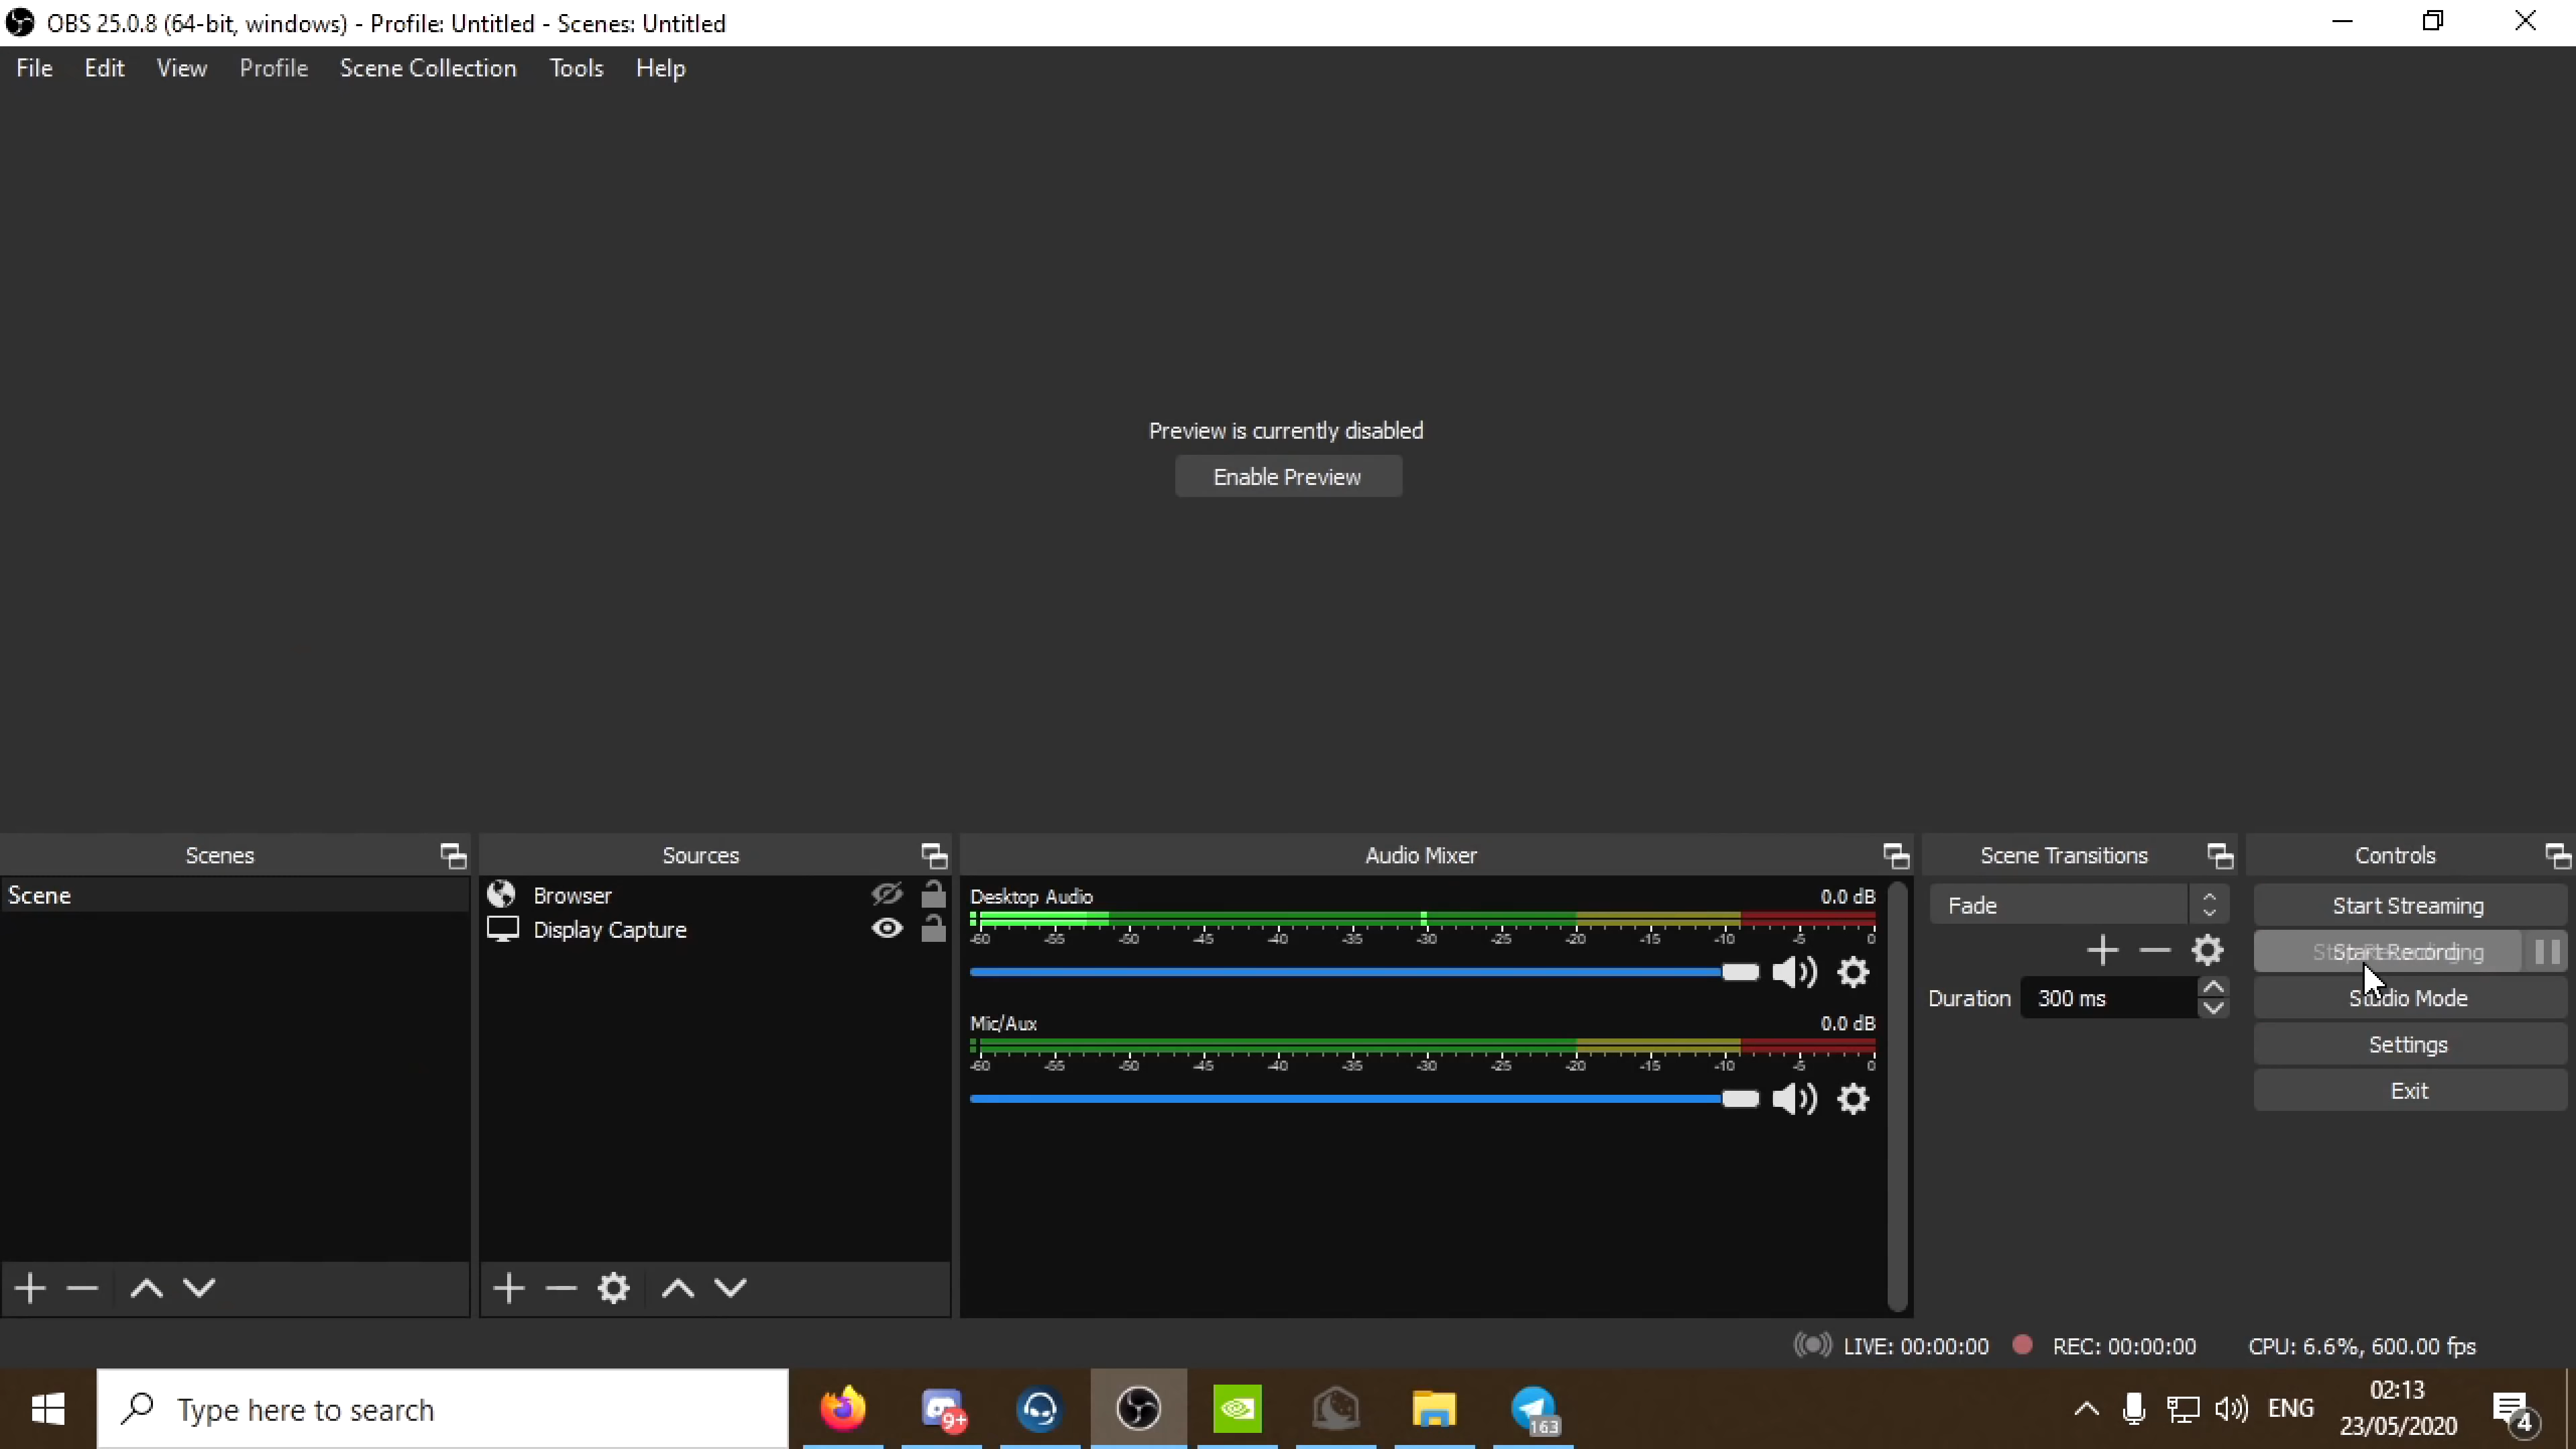 OBS 25.0.8 (64-bit, windows) - Profile: Untitled - Scenes: Untitled
File Edit View Profile Scene Collection Tools Help
Preview is currently disabled
Enable Preview
Scenes
Scene
Sources
Browser
Display Capture
Audio Mixer
Desktop Audio 0.0 dB
-60 -55 -50 -45 -40 -35 -30 -25 -20 -15 -10 -5 0
Mic/Aux 0.0 dB
-60 -55 -50 -45 -40 -35 -30 -25 -20 -15 -10 -5 0
Scene Transitions
Fade
Duration 300 ms
Controls
Start Streaming
Start Recording
Studio Mode
Settings
Exit
LIVE: 00:00:00 REC: 00:00:00 CPU: 6.6%, 600.00 fps
Type here to search
9+
163
ENG
02:13
23/05/2020
4